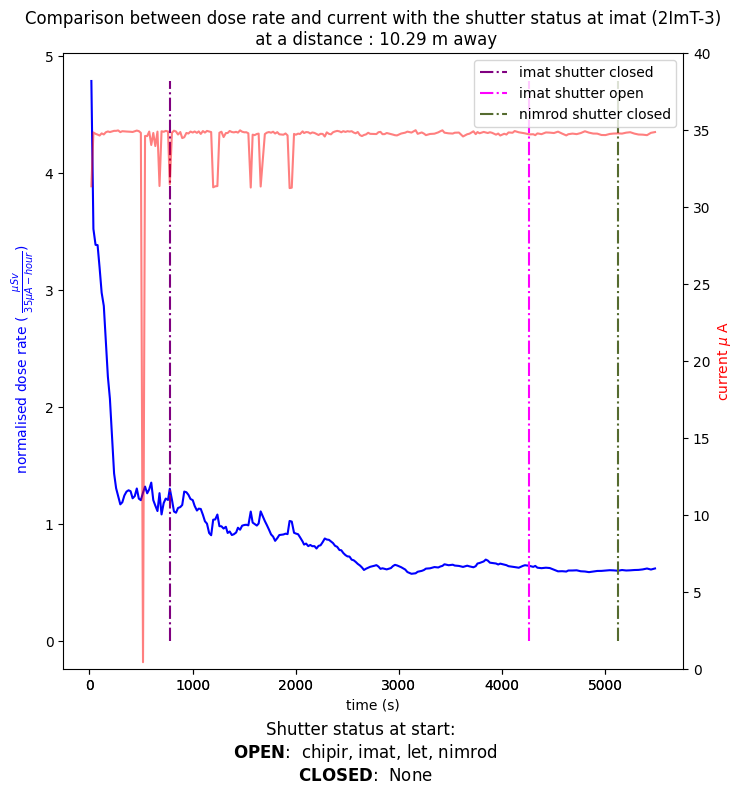 Comparison between dose rate and current with the shutter status at imat (2ImT-3)
at a distance : 10.29 m away
imat shutter closed
imat shutter open
nimrod shutter closed
normalised dose rate ( μSv / 35μA − hour )
5
4
3
2
1
0
40
35
30
25
20
15
10
5
0
current μ A
0 1000 2000 3000 4000 5000
time (s)
Shutter status at start:
OPEN: chipir, imat, let, nimrod
CLOSED: None